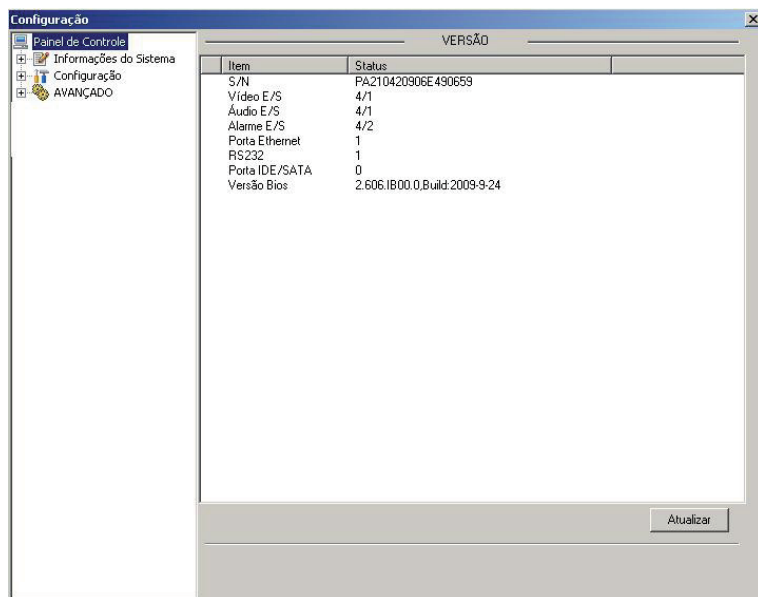 Configuração
Painel de Controle
Informações do Sistema
Configuração
AVANÇADO
VERSÃO
Item Status
S/N PA210420906E490659
Vídeo E/S 4/1
Áudio E/S 4/1
Alarme E/S 4/2
Porta Ethernet 1
RS232 1
Porta IDE/SATA 0
Versão Bios 2.606.IB00.0,Build:2009-9-24
Atualizar